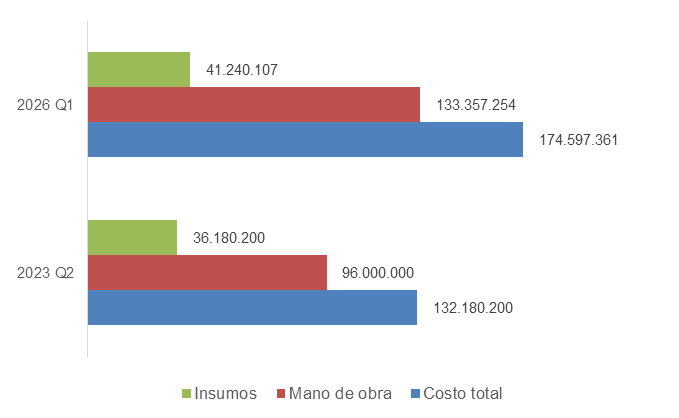 41.240.107
2026 Q1
133.357.254
174.597.361
36.180.200
2023 Q2
96.000.000
132.180.200
Insumos Mano de obra Costo total